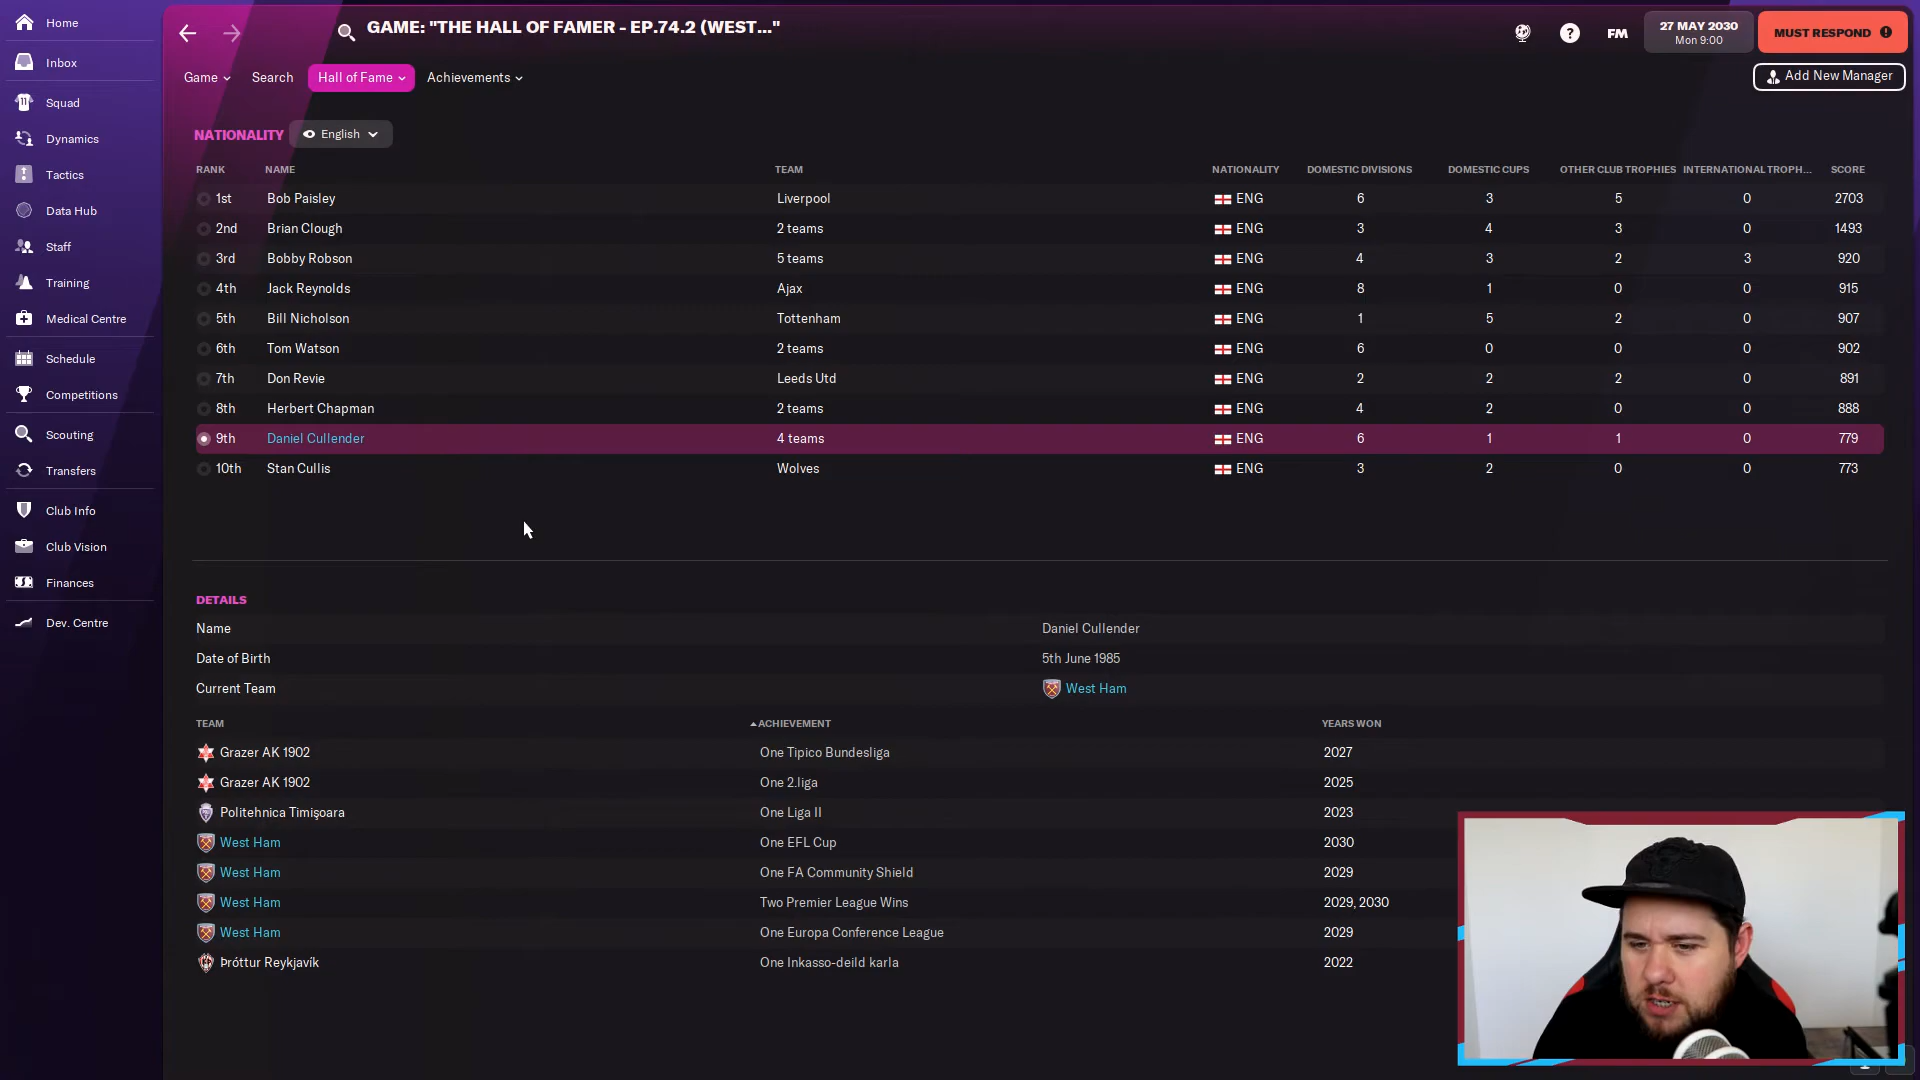 Home
Inbox
Squad
Dynamics
Tactics
Data Hub
Staff
Training
Medical Centre
Schedule
Competitions
Scouting
Transfers
Club Info
Club Vision
Finances
Dev. Centre
GAME: "THE HALL OF FAMER - EP.74.2 (WEST..."
? FM 27 MAY 2030 Mon 9:00 MUST RESPOND
Game Search Hall of Fame Achievements Add New Manager
NATIONALITY English
RANK NAME TEAM NATIONALITY DOMESTIC DIVISIONS DOMESTIC CUPS OTHER CLUB TROPHIES INTERNATIONAL TROPH... SCORE
1st Bob Paisley Liverpool ENG 6 3 5 0 2703
2nd Brian Clough 2 teams ENG 3 4 3 0 1493
3rd Bobby Robson 5 teams ENG 4 3 2 3 920
4th Jack Reynolds Ajax ENG 8 1 0 0 915
5th Bill Nicholson Tottenham ENG 1 5 2 0 907
6th Tom Watson 2 teams ENG 6 0 0 0 902
7th Don Revie Leeds Utd ENG 2 2 2 0 891
8th Herbert Chapman 2 teams ENG 4 2 0 0 888
9th Daniel Cullender 4 teams ENG 6 1 1 0 779
10th Stan Cullis Wolves ENG 3 2 0 0 773
DETAILS
Name Daniel Cullender
Date of Birth 5th June 1985
Current Team West Ham
TEAM ACHIEVEMENT YEARS WON
Grazer AK 1902 One Tipico Bundesliga 2027
Grazer AK 1902 One 2.liga 2025
Politehnica Timişoara One Liga II 2023
West Ham One EFL Cup 2030
West Ham One FA Community Shield 2029
West Ham Two Premier League Wins 2029, 2030
West Ham One Europa Conference League 2029
Þróttur Reykjavík One Inkasso-deild karla 2022